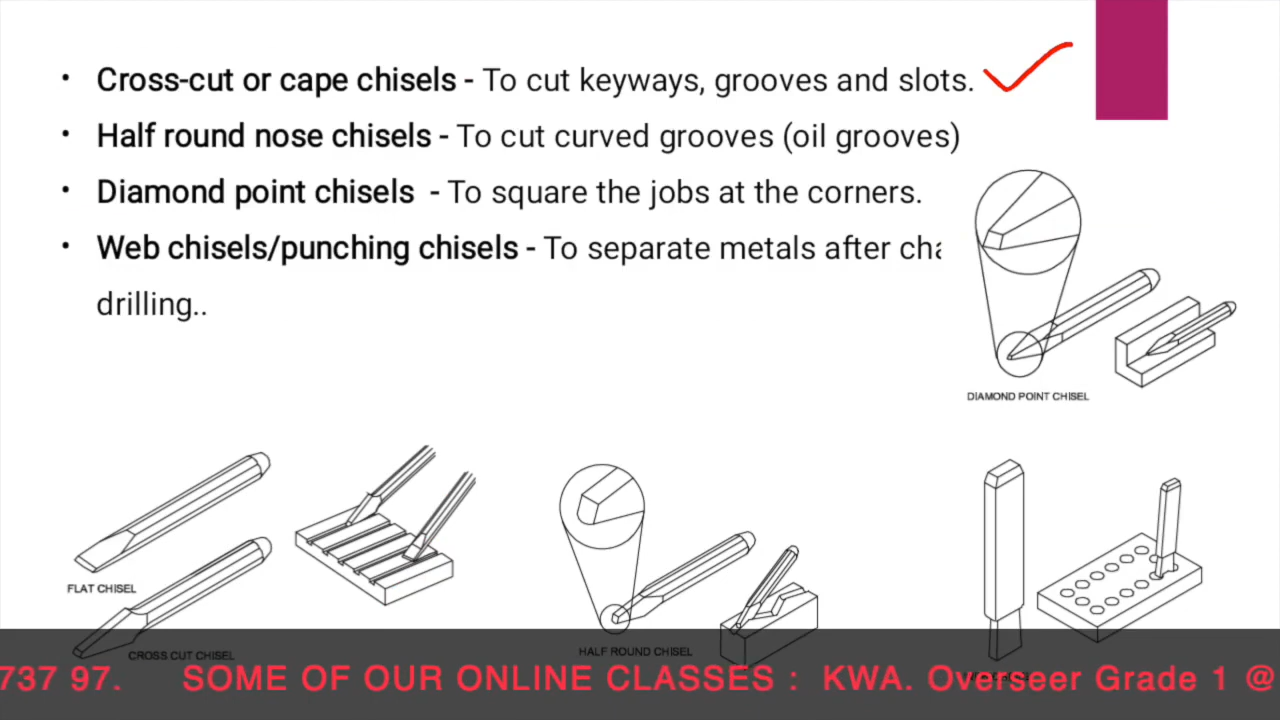 • Cross-cut or cape chisels - To cut keyways, grooves and slots.
• Half round nose chisels - To cut curved grooves (oil grooves)
• Diamond point chisels - To square the jobs at the corners.
• Web chisels/punching chisels - To separate metals after cha
drilling..
DIAMOND POINT CHISEL
FLAT CHISEL
CROSS CUT CHISEL
HALF ROUND CHISEL
737 97. SOME OF OUR ONLINE CLASSES : KWA. Overseer Grade 1 @